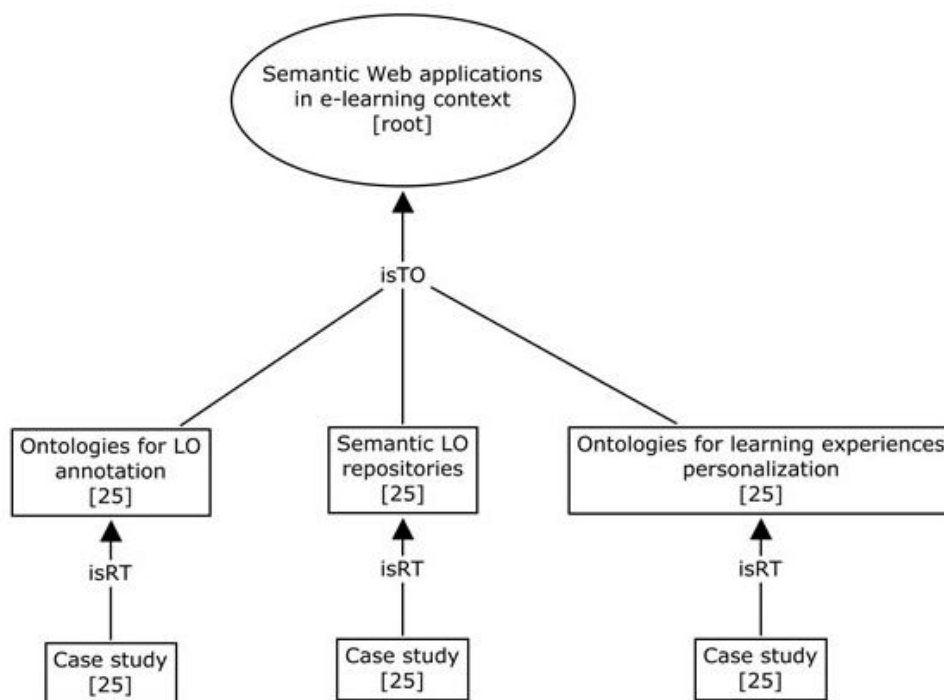 Semantic Web applications
in e-learning context
[root]
isTO
Ontologies for LO
annotation
[25]
Semantic LO
repositories
[25]
Ontologies for learning experiences
personalization
[25]
isRT
isRT
isRT
Case study
[25]
Case study
[25]
Case study
[25]